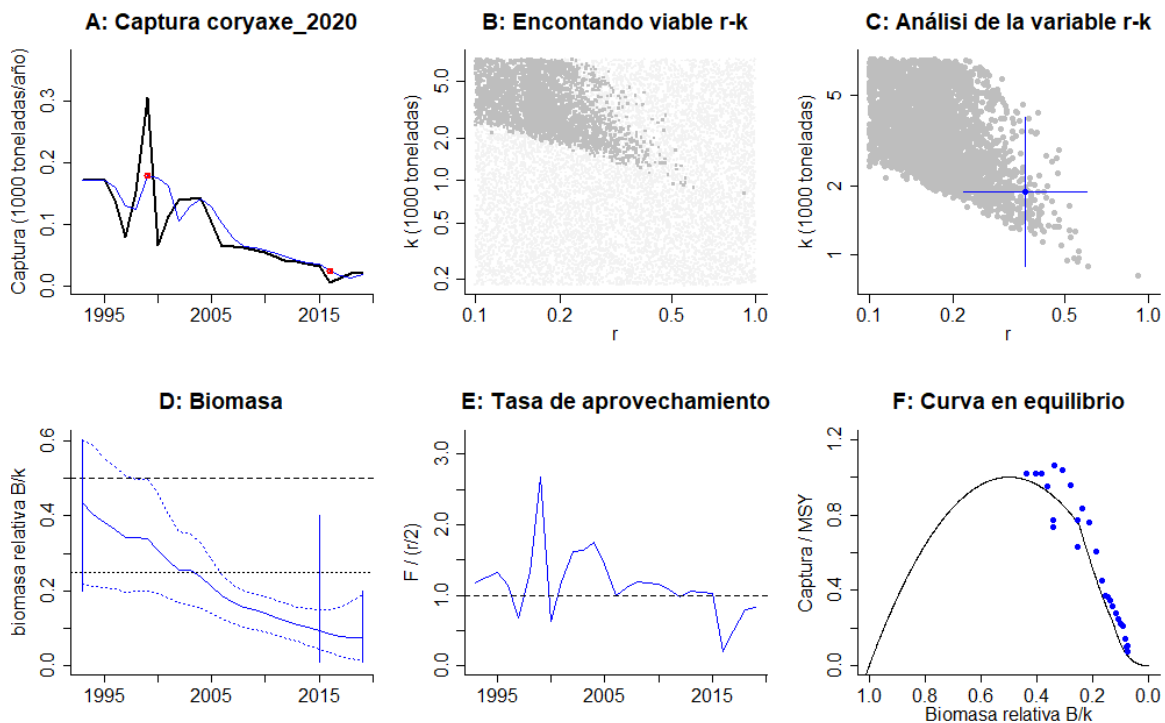 A: Captura coryaxe_2020
Captura (1000 toneladas/año)
0.0 0.1 0.2 0.3
1995 2005 2015
B: Encontando viable r-k
k (1000 toneladas)
0.2 0.5 1.0 2.0 5.0
0.1 0.2 0.5 1.0
r
C: Análisi de la variable r-k
k (1000 toneladas)
1 2 5
0.1 0.2 0.5 1.0
r
D: Biomasa
biomasa relativa B/k
0.0 0.2 0.4 0.6
1995 2005 2015
E: Tasa de aprovechamiento
F / (r/2)
0.0 1.0 2.0 3.0
1995 2005 2015
F: Curva en equilibrio
Captura / MSY
0.0 0.4 0.8 1.2
1.0 0.8 0.6 0.4 0.2 0.0
Biomasa relativa B/k